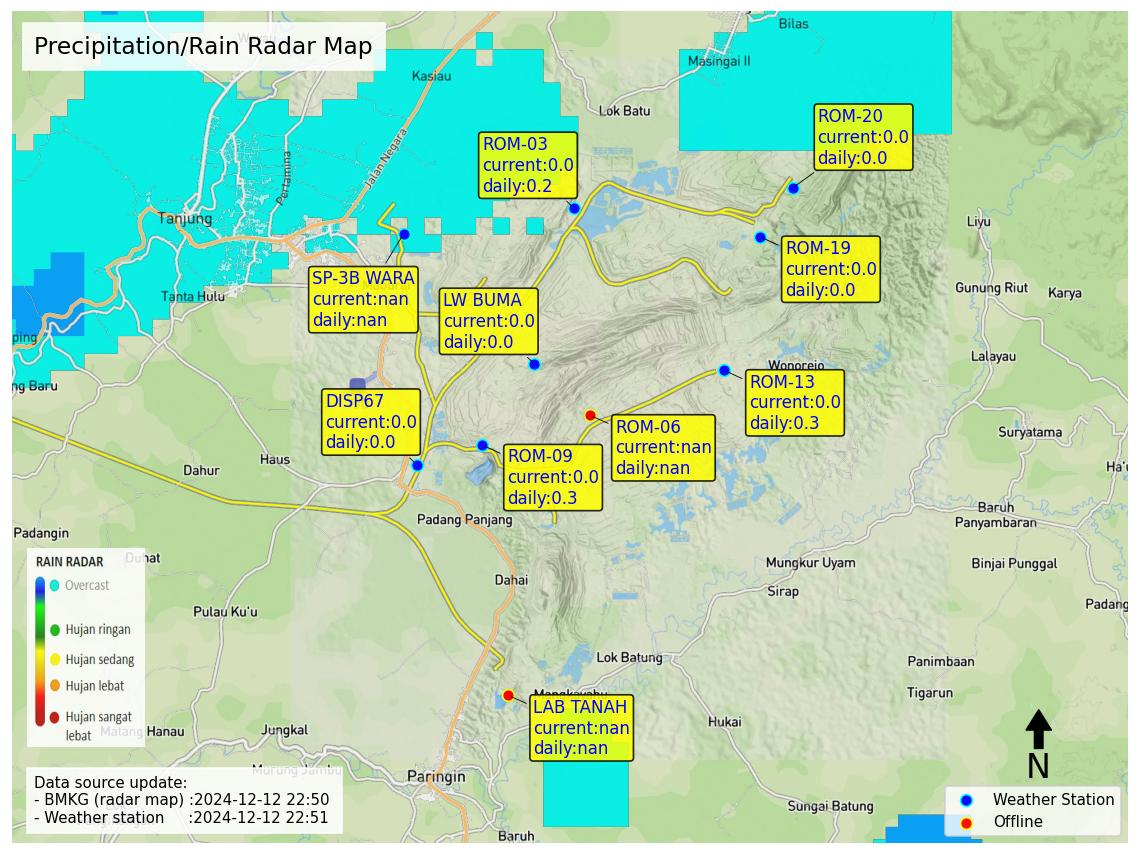 Precipitation/Rain Radar Map
Bilas
Masingai II
Kasiau
Lok Batu
Jalan Negara
Pertamina
Tanjung
Tanta Hulu
ping
ng Baru
ROM-03
current:0.0
daily:0.2
ROM-20
current:0.0
daily:0.0
ROM-19
current:0.0
daily:0.0
SP-3B WARA
current:nan
daily:nan
LW BUMA
current:0.0
daily:0.0
Liyu
Gunung Riut
Karya
Lalayau
Wonorejo
ROM-13
current:0.0
daily:0.3
DISP67
current:0.0
daily:0.0
ROM-06
current:nan
daily:nan
ROM-09
current:0.0
daily:0.3
Suryatama
Ha'u
Haus
Dahur
Baruh
Panyambaran
Padang Panjang
Padangin
Duhat
Binjai Punggal
Mungkur Uyam
Sirap
Dahai
Padang
Pulau Ku'u
RAIN RADAR
Overcast
Hujan ringan
Hujan sedang
Hujan lebat
Hujan sangat
lebat
Lok Batung
Panimbaan
Tigarun
Mangkayahu
LAB TANAH
current:nan
daily:nan
Hukai
Matang Hanau
Jungkal
Murung Jambu
Paringin
Sungai Batung
Baruh
Data source update:
- BMKG (radar map) :2024-12-12 22:50
- Weather station :2024-12-12 22:51
N
Weather Station
Offline